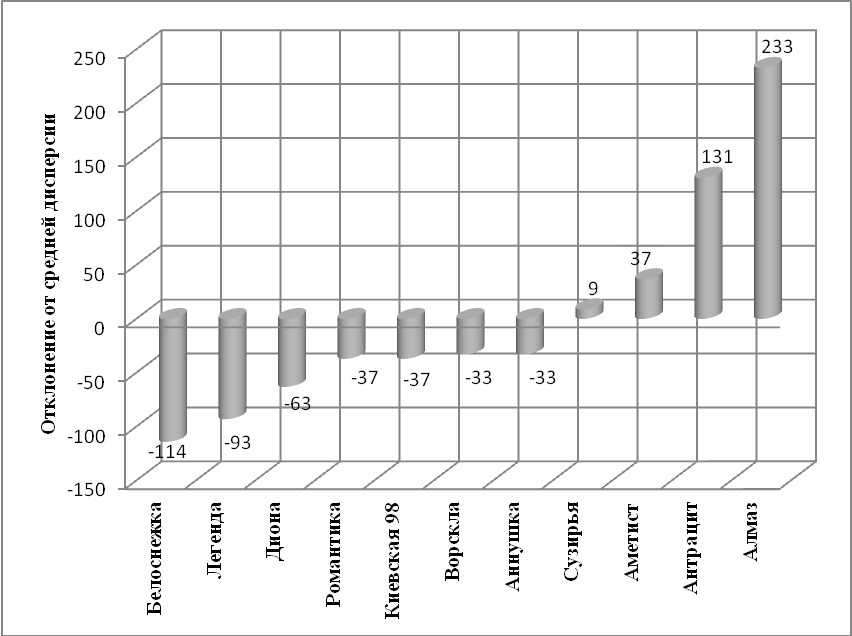 Отклонение от средней дисперсии
250
200
150
100
50
0
-50
-100
-150
-114
-93
-63
-37
-37
-33
-33
9
37
131
233
Белоснежка
Легенда
Диона
Романтика
Киевская 98
Ворскла
Аннушка
Сузирья
Аметист
Антрацит
Алмаз